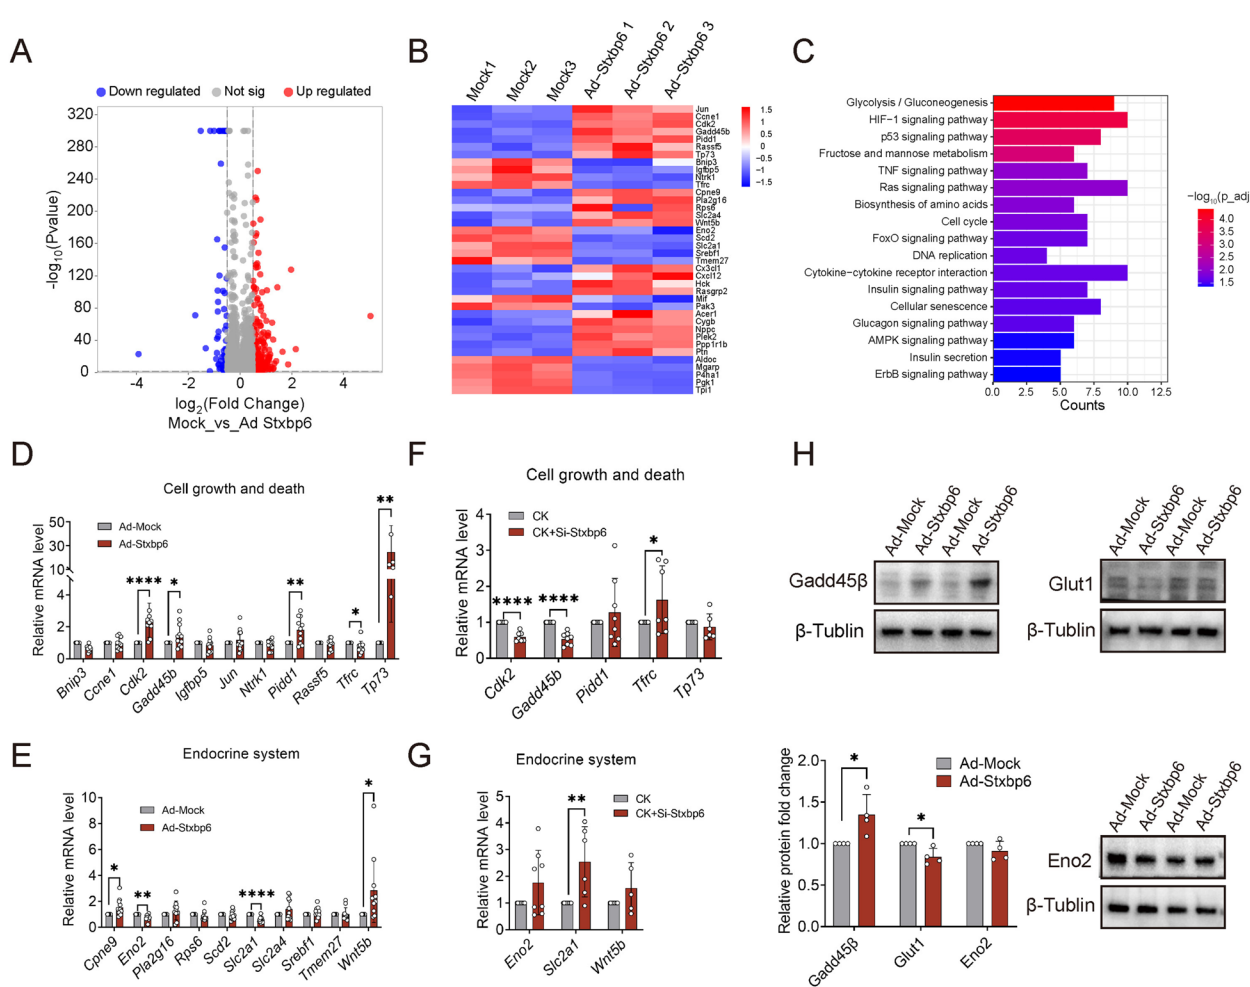 A
Down regulated
Not sig
Up regulated
320
280
240
200
160
120
80
40
0
-4
-2
0
2
4
-log10(Pvalue)
log2(Fold Change)
Mock_vs_Ad Stxbp6
B
Mock1
Mock2
Mock3
Ad-Stxbp6 1
Ad-Stxbp6 2
Ad-Stxbp6 3
Jun
Ccne1
Cdk2
Gadd45b
Pidd1
Rassf5
Tp73
Bnip3
Igfbp5
Ntrk1
Tfrc
Cpne9
Pla2g16
Rps6
Slc2a4
Wnt5b
Eno2
Scd2
Slc2a1
Srebf1
Tmem27
Cx3cl1
Cxcl12
Hck
Rasgrp2
Mif
Pak3
Acer1
Cygb
Nppc
Plek2
Ppp1r1b
Ptn
Aldoc
Mgarp
P4ha1
Pgk1
Tpi1
1.5
1
0.5
0
-0.5
-1
-1.5
C
Glycolysis / Gluconeogenesis
HIF-1 signaling pathway
p53 signaling pathway
Fructose and mannose metabolism
TNF signaling pathway
Ras signaling pathway
Biosynthesis of amino acids
Cell cycle
FoxO signaling pathway
DNA replication
Cytokine-cytokine receptor interaction
Insulin signaling pathway
Cellular senescence
Glucagon signaling pathway
AMPK signaling pathway
Insulin secretion
ErbB signaling pathway
0.0
2.5
5.0
7.5
10.0
12.5
Counts
-log10(p_adj
4.0
3.5
3.0
2.5
2.0
1.5
D
Cell growth and death
Ad-Mock
Ad-Stxbp6
Relative mRNA level
50
30
10
4
2
0
****
*
**
*
**
Bnip3
Ccne1
Cdk2
Gadd45b
Igfbp5
Jun
Ntrk1
Pidd1
Rassf5
Tfrc
Tp73
F
Cell growth and death
CK
CK+Si-Stxbp6
Relative mRNA level
4
3
2
1
0
****
****
*
Cdk2
Gadd45b
Pidd1
Tfrc
Tp73
H
Ad-Mock
Ad-Stxbp6
Ad-Mock
Ad-Stxbp6
Gadd45β
β-Tublin
Ad-Mock
Ad-Stxbp6
Ad-Mock
Ad-Stxbp6
Glut1
β-Tublin
E
Endocrine system
Ad-Mock
Ad-Stxbp6
Relative mRNA level
10
8
6
4
2
0
*
**
****
*
Cpne9
Eno2
Pla2g16
Rps6
Scd2
Slc2a1
Slc2a4
Srebf1
Tmem27
Wnt5b
G
Endocrine system
CK
CK+Si-Stxbp6
Relative mRNA level
5
4
3
2
1
0
**
Eno2
Slc2a1
Wnt5b
Relative protein fold change
2.0
1.5
1.0
0.5
0.0
Ad-Mock
Ad-Stxbp6
*
*
Gadd45β
Glut1
Eno2
Ad-Mock
Ad-Stxbp6
Ad-Mock
Ad-Stxbp6
Eno2
β-Tublin